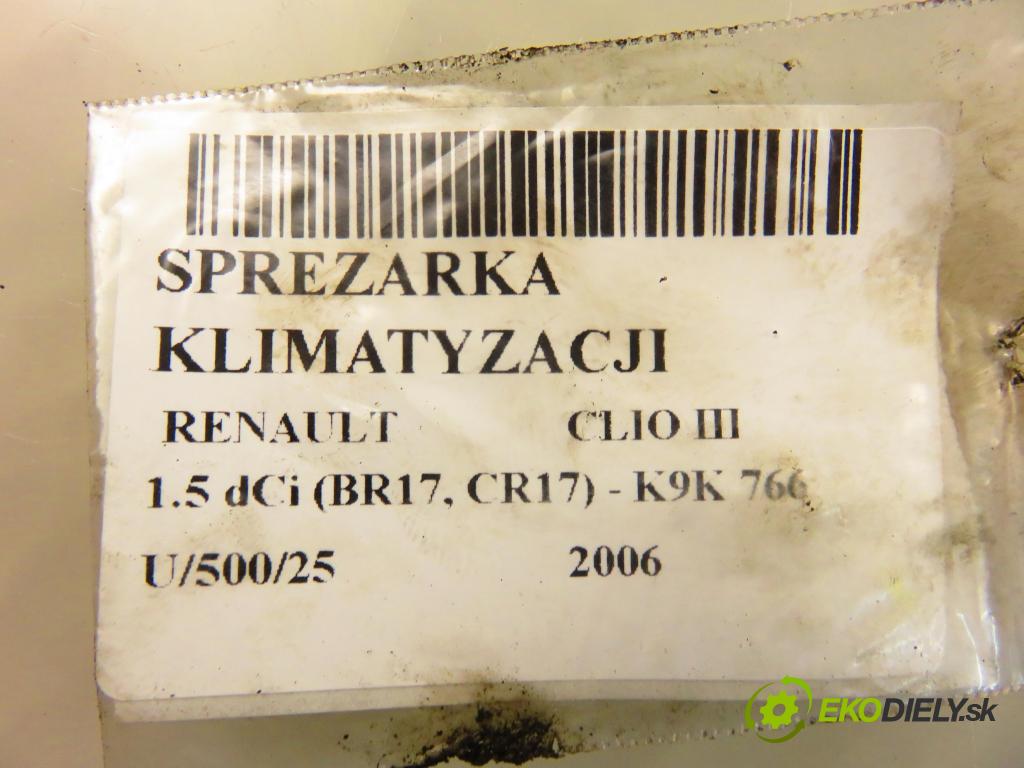 SPREZARKA
KLIMATYZACJI
RENAULT CLIO III
1.5 dCi (BR17, CR17) - K9K 766
U/500/25 2006
EKODIELY.sk